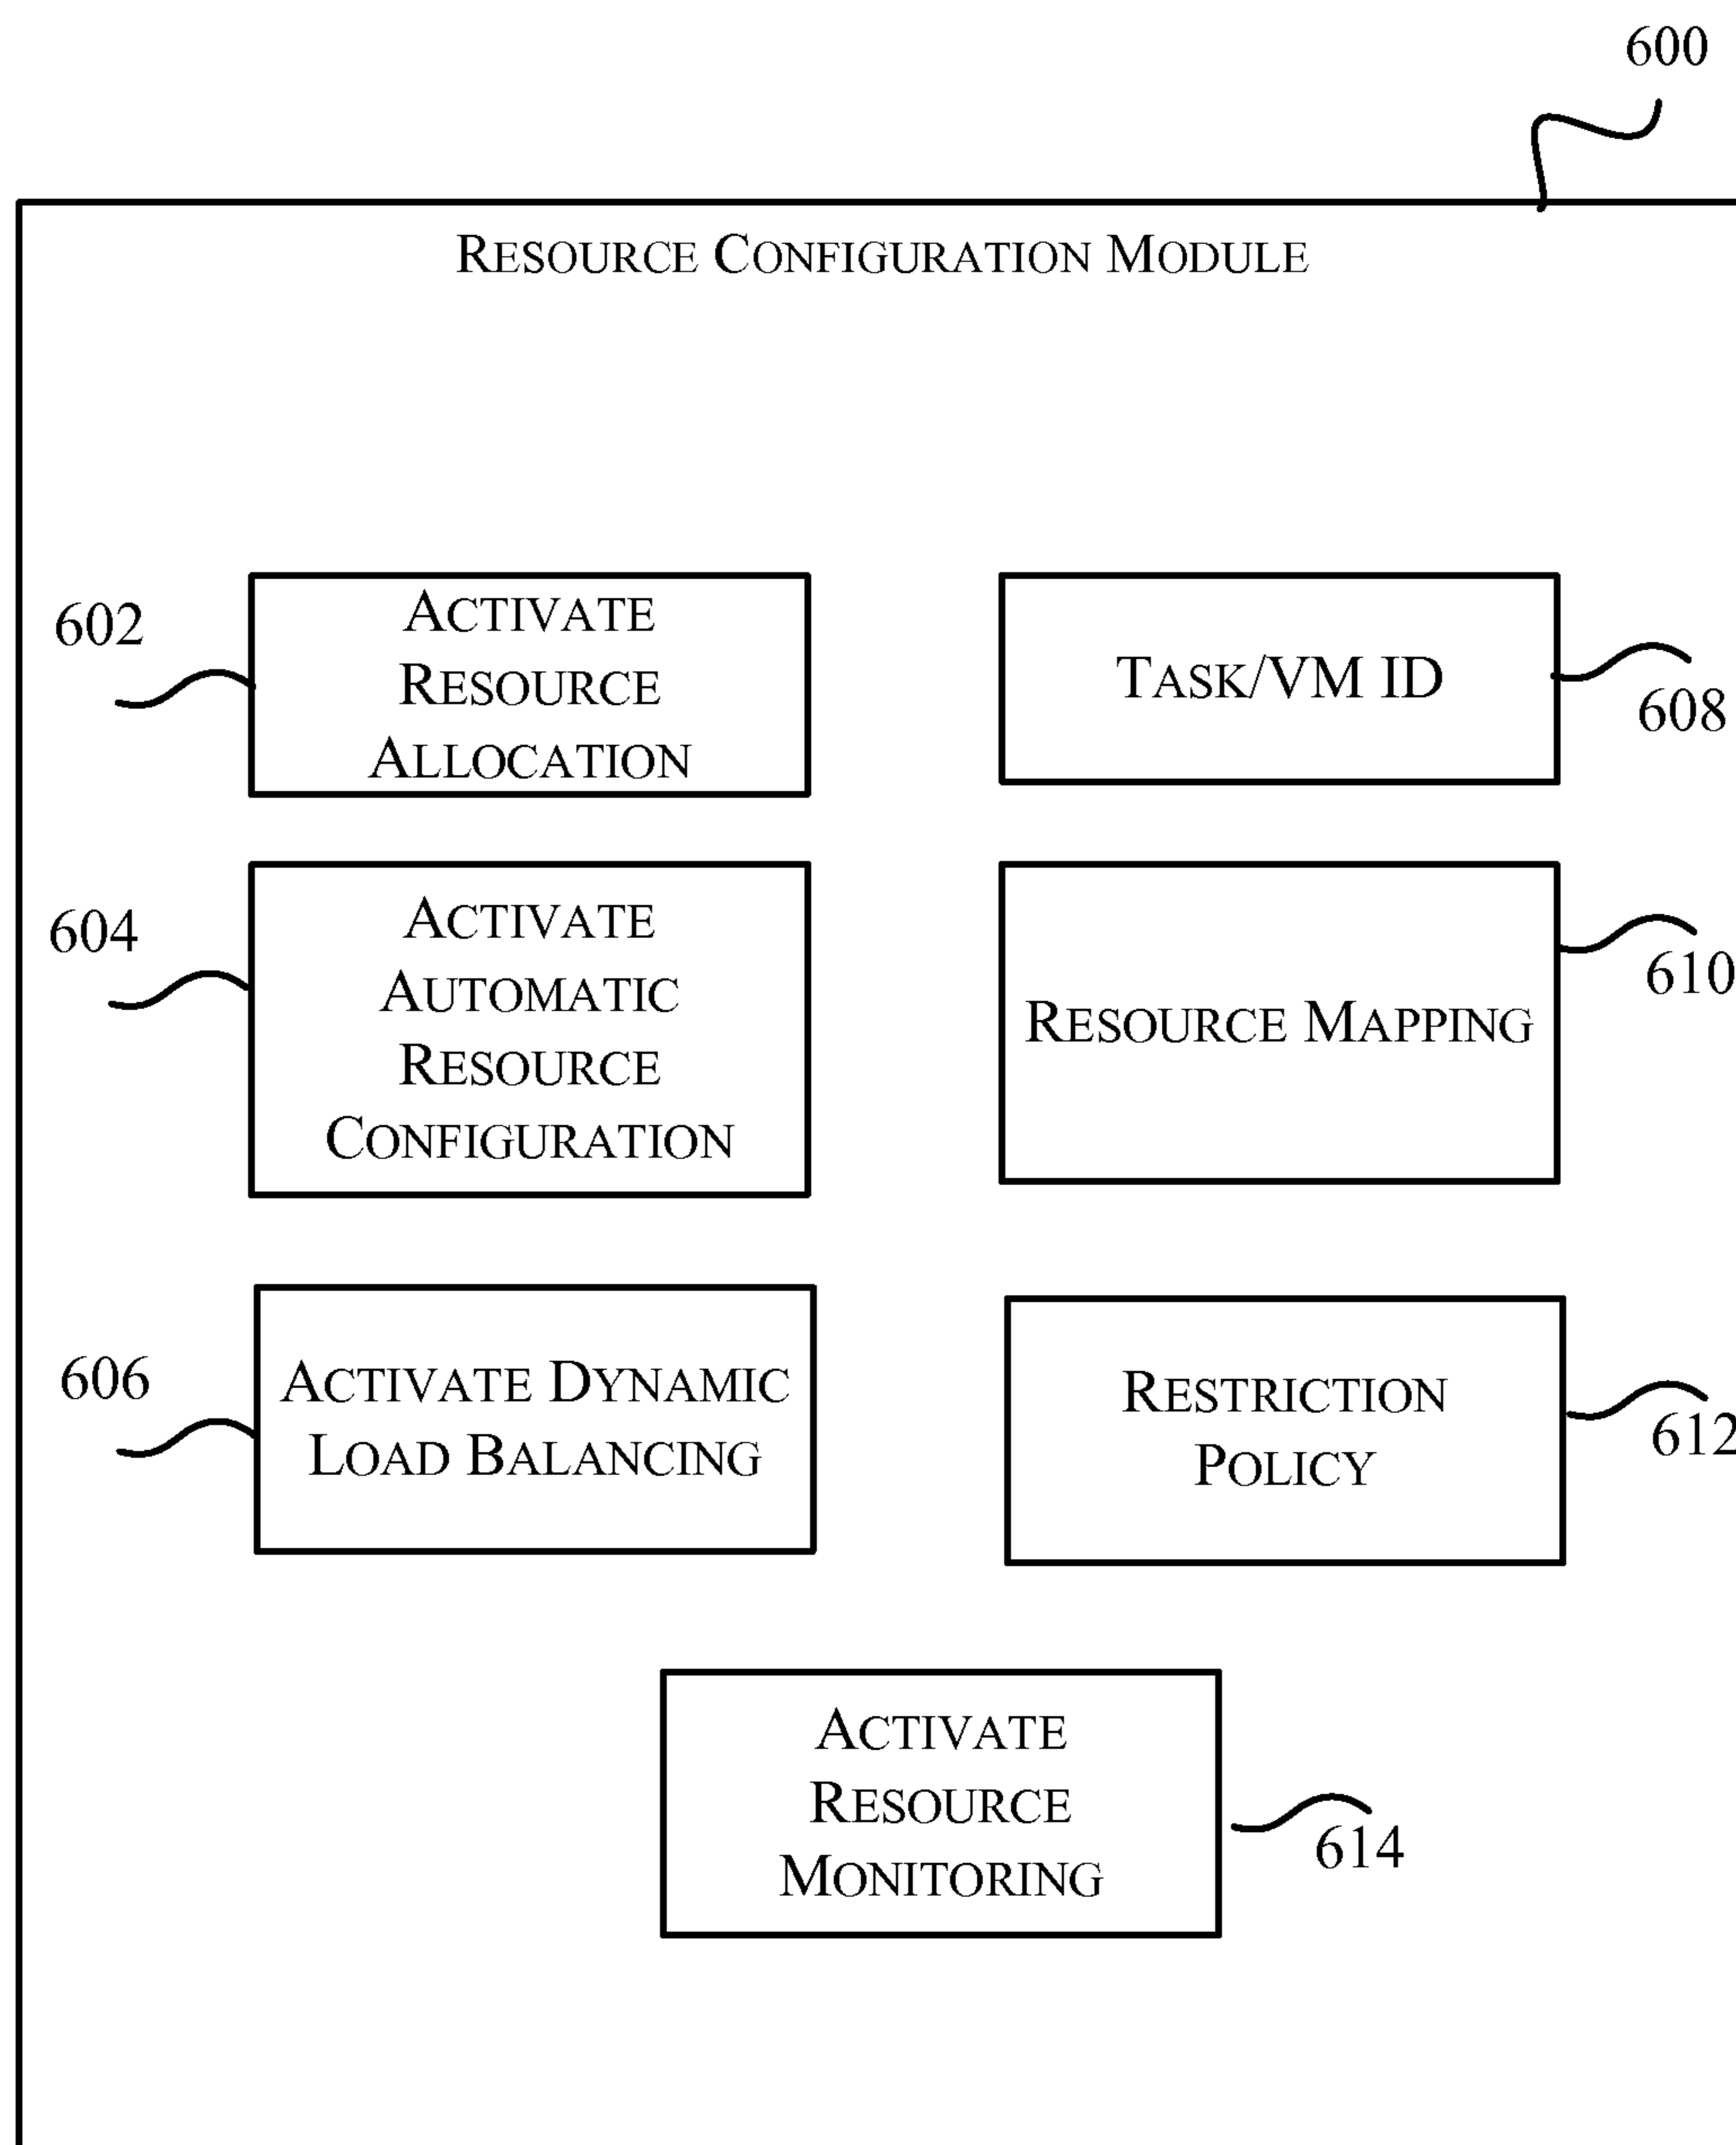 600
RESOURCE CONFIGURATION MODULE
602
ACTIVATE
RESOURCE
ALLOCATION
TASK/VM ID
608
604
ACTIVATE
AUTOMATIC
RESOURCE
CONFIGURATION
RESOURCE MAPPING
610
606
ACTIVATE DYNAMIC
LOAD BALANCING
RESTRICTION
POLICY
612
ACTIVATE
RESOURCE
MONITORING
614